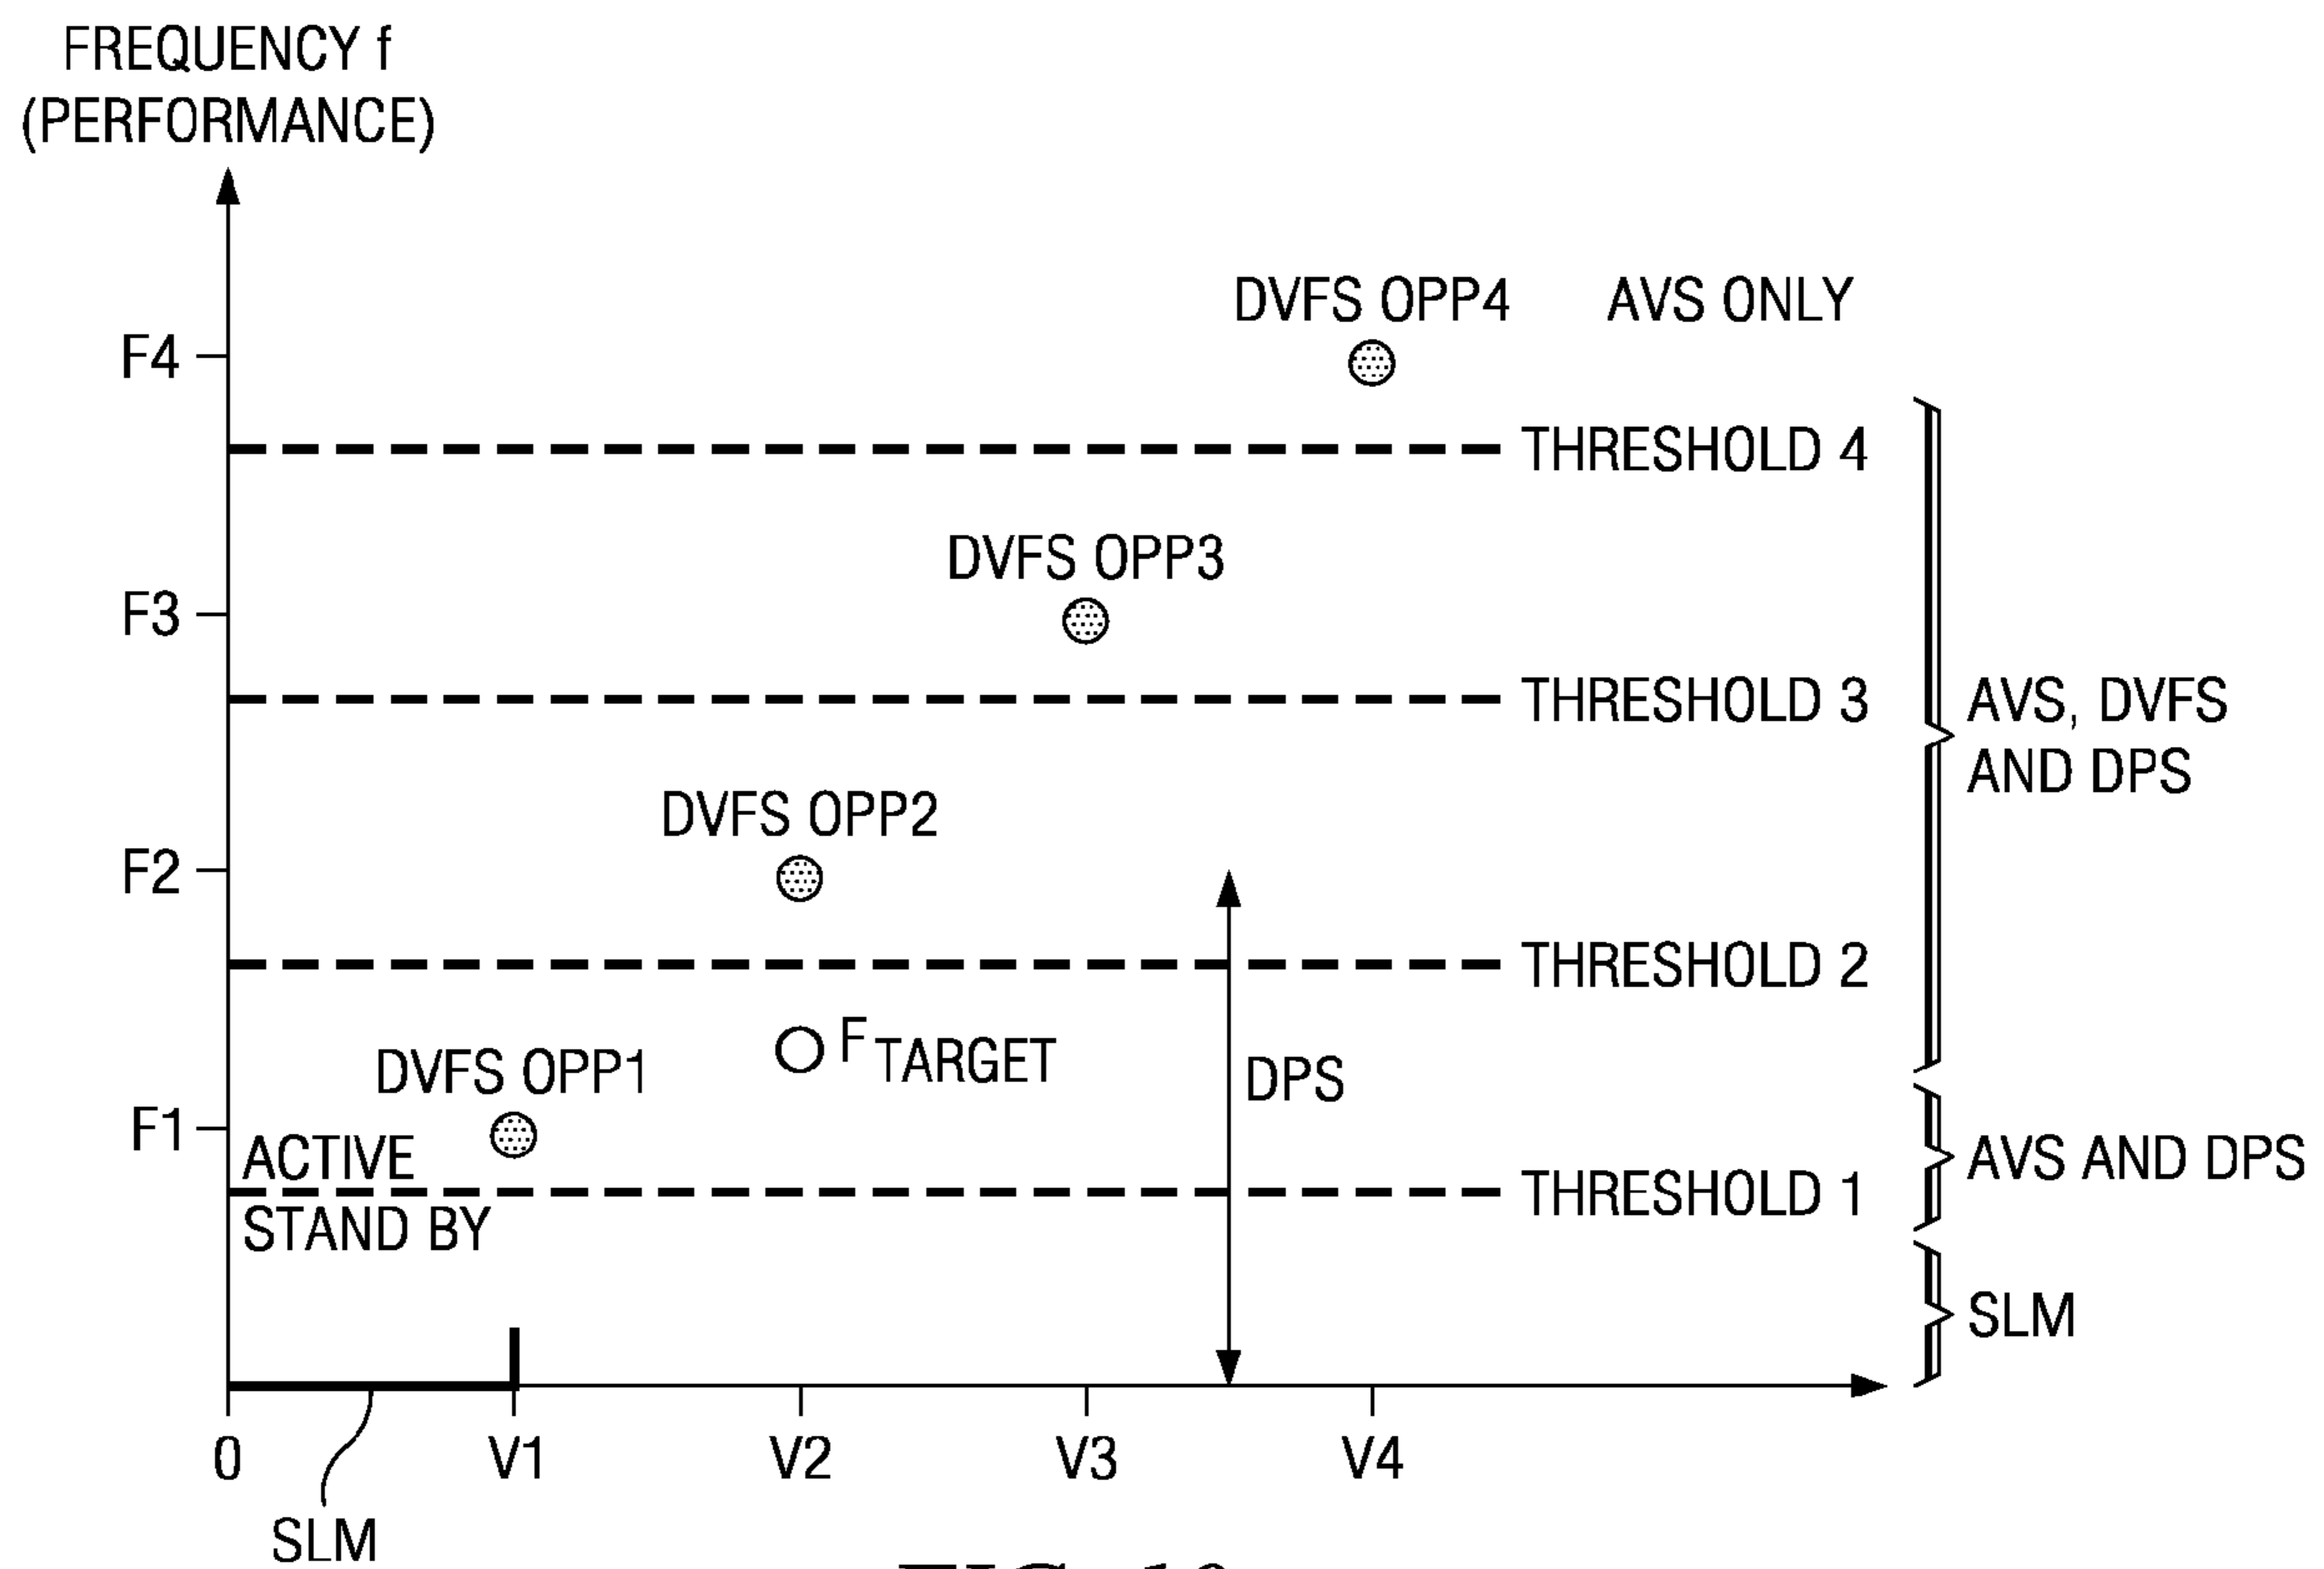 FREQUENCY f
(PERFORMANCE)
DVFS OPP4 AVS ONLY
F4
THRESHOLD 4
DVFS OPP3
F3
THRESHOLD 3
AVS, DVFS
AND DPS
DVFS OPP2
F2
THRESHOLD 2
F TARGET
DVFS OPP1
DPS
F1
ACTIVE
AVS AND DPS
THRESHOLD 1
STAND BY
SLM
0 V1 V2 V3 V4
SLM